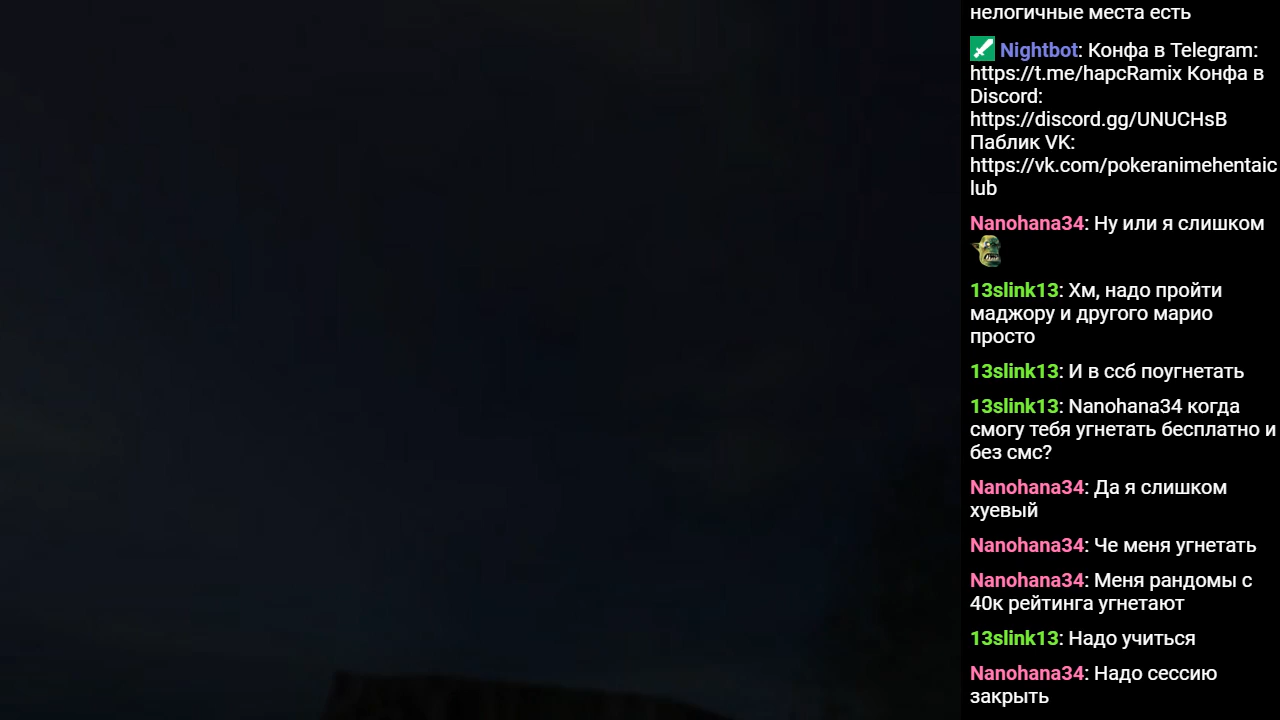 нелогичные места есть
Nightbot: Конфа в Telegram:
https://t.me/hapcRamix Конфа в
Discord:
https://discord.gg/UNUCHsB
Паблик VK:
https://vk.com/pokeranimehentaic
lub
Nanohana34: Ну или я слишком
13slink13: Хм, надо пройти
маджору и другого марио
просто
13slink13: И в ссб поугнетать
13slink13: Nanohana34 когда
смогу тебя угнетать бесплатно и
без смс?
Nanohana34: Да я слишком
хуевый
Nanohana34: Че меня угнетать
Nanohana34: Меня рандомы с
40к рейтинга угнетают
13slink13: Надо учиться
Nanohana34: Надо сессию
закрыть